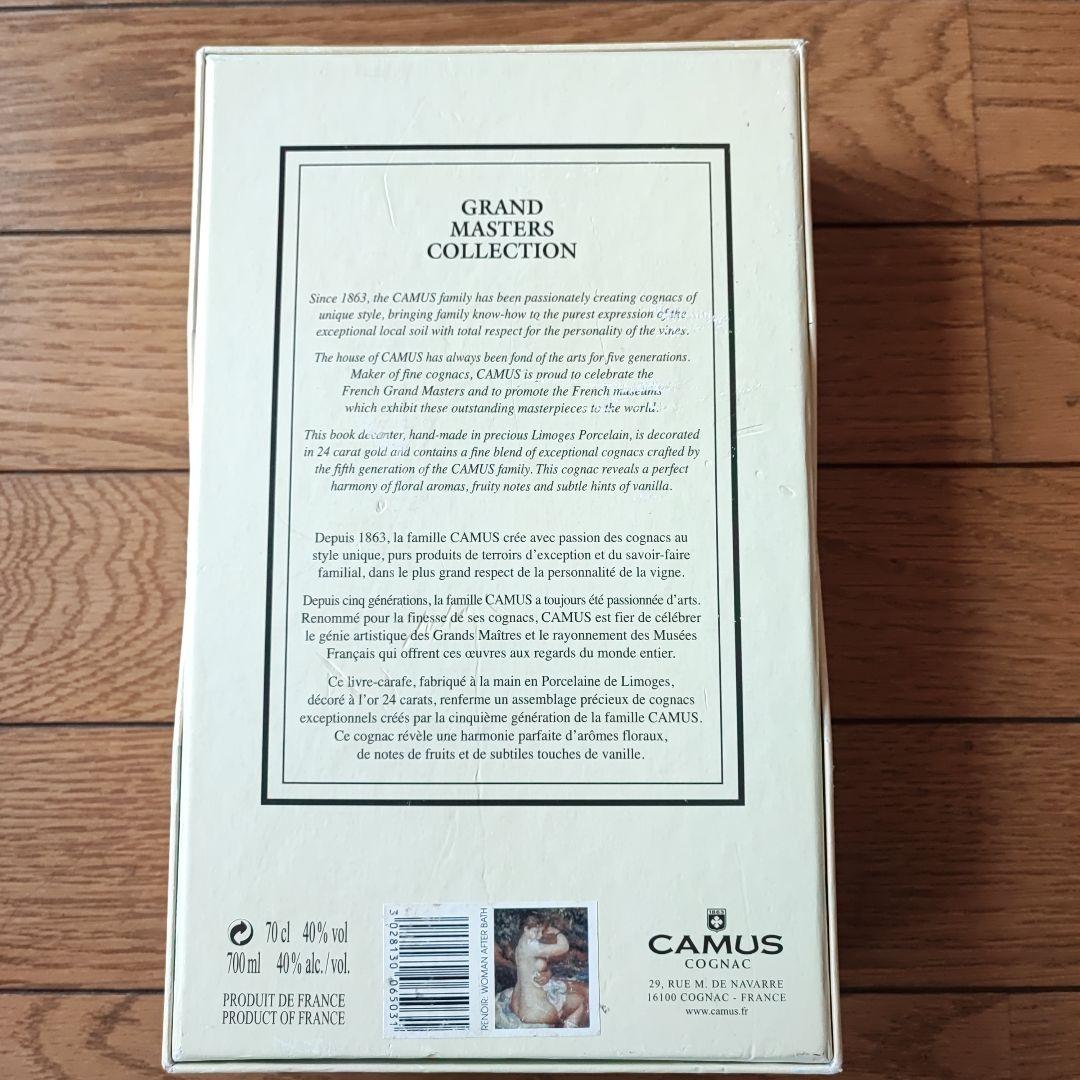 GRAND
MASTERS
COLLECTION
Since 1863, the CAMUS family has been passionately creating cognacs of
unique style, bringing family know-how to the purest expression of the
exceptional local soil with total respect for the personality of the vines.
The house of CAMUS has always been fond of the arts for five generations.
Maker of fine cognacs, CAMUS is proud to celebrate the
French Grand Masters and to promote the French museums
which exhibit these outstanding masterpieces to the world.
This book decanter, hand-made in precious Limoges Porcelain, is decorated
in 24 carat gold and contains a fine blend of exceptional cognacs crafted by
the fifth generation of the CAMUS family. This cognac reveals a perfect
harmony of floral aromas, fruity notes and subtle hints of vanilla.
Depuis 1863, la famille CAMUS crée avec passion des cognacs au
style unique, purs produits de terroirs d'exception et du savoir-faire
familial, dans le plus grand respect de la personnalité de la vigne.
Depuis cinq générations, la famille CAMUS a toujours été passionnée d'arts.
Renommé pour la finesse de ses cognacs, CAMUS est fier de célébrer
le génie artistique des Grands Maîtres et le rayonnement des Musées
Français qui offrent ces œuvres aux regards du monde entier.
Ce livre-carafe, fabriqué à la main en Porcelaine de Limoges,
décoré à l'or 24 carats, renferme un assemblage précieux de cognacs
exceptionnels créés par la cinquième génération de la famille CAMUS.
Ce cognac révèle une harmonie parfaite d'arômes floraux,
de notes de fruits et de subtiles touches de vanille.
70 cl 40% vol
700 ml 40% alc./vol.
PRODUIT DE FRANCE
PRODUCT OF FRANCE
3 028130 065031
RENOIR: WOMAN AFTER BATH
1863
CAMUS
COGNAC
29, RUE M. DE NAVARRE
16100 COGNAC - FRANCE
www.camus.fr